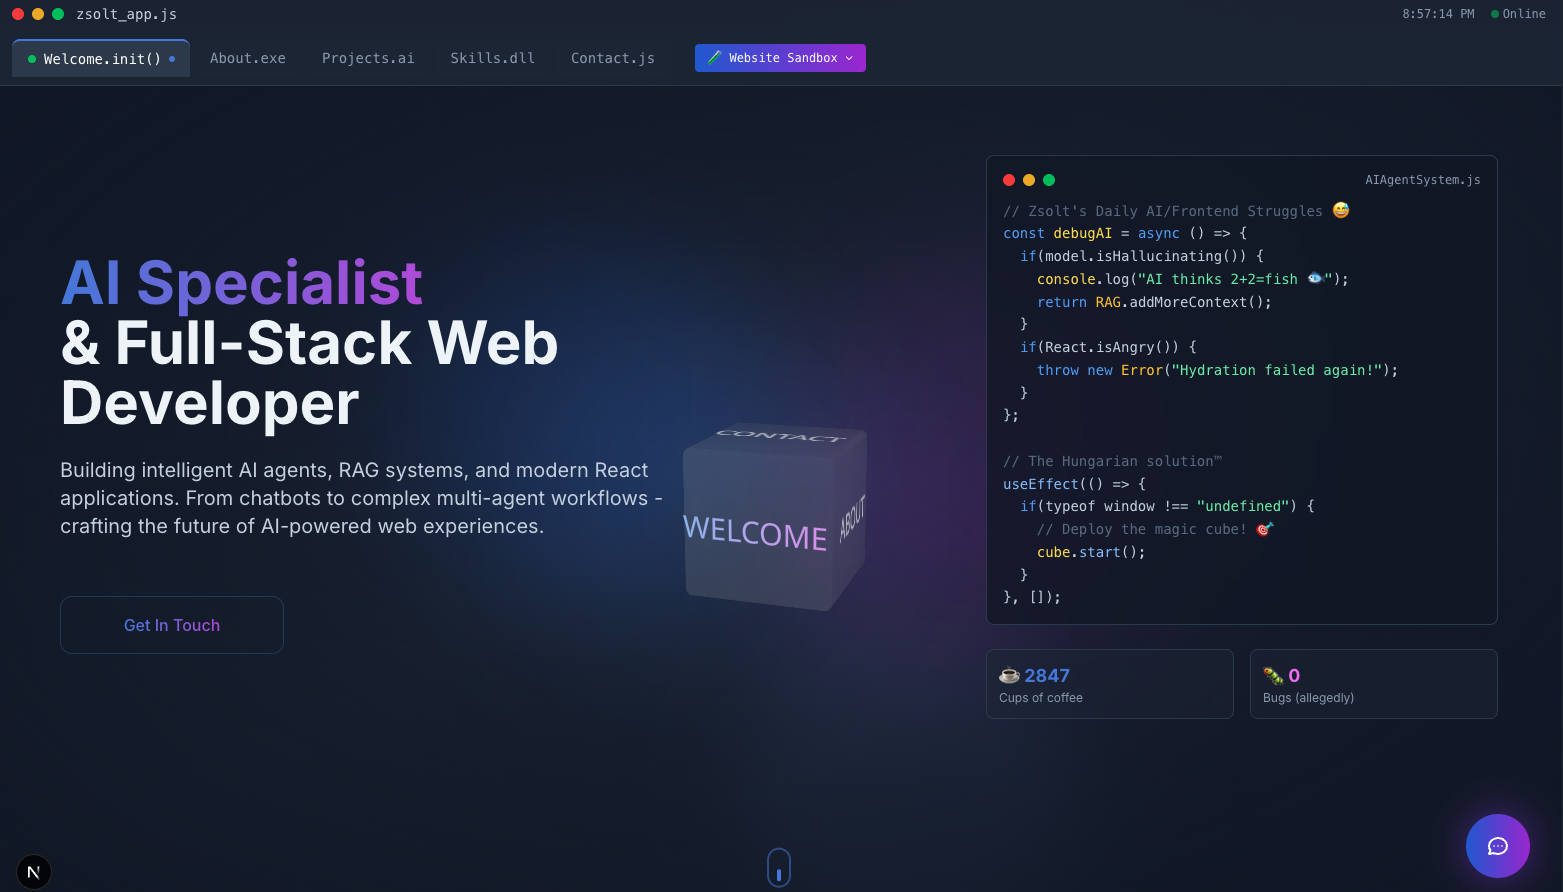 zsolt_app.js
8:57:14 PM Online
Welcome.init() About.exe Projects.ai Skills.dll Contact.js 🧪 Website Sandbox
AI Specialist
& Full-Stack Web
Developer
Building intelligent AI agents, RAG systems, and modern React
applications. From chatbots to complex multi-agent workflows -
crafting the future of AI-powered web experiences.
Get In Touch
CONTACT
WELCOME
ABOUT
AIAgentSystem.js
// Zsolt's Daily AI/Frontend Struggles 😅
const debugAI = async () => {
  if(model.isHallucinating()) {
    console.log("AI thinks 2+2=fish 🐟");
    return RAG.addMoreContext();
  }
  if(React.isAngry()) {
    throw new Error("Hydration failed again!");
  }
};
// The Hungarian solution™
useEffect(() => {
  if(typeof window !== "undefined") {
    // Deploy the magic cube! 🎯
    cube.start();
  }
}, []);
☕ 2847
Cups of coffee
🐛 0
Bugs (allegedly)
N